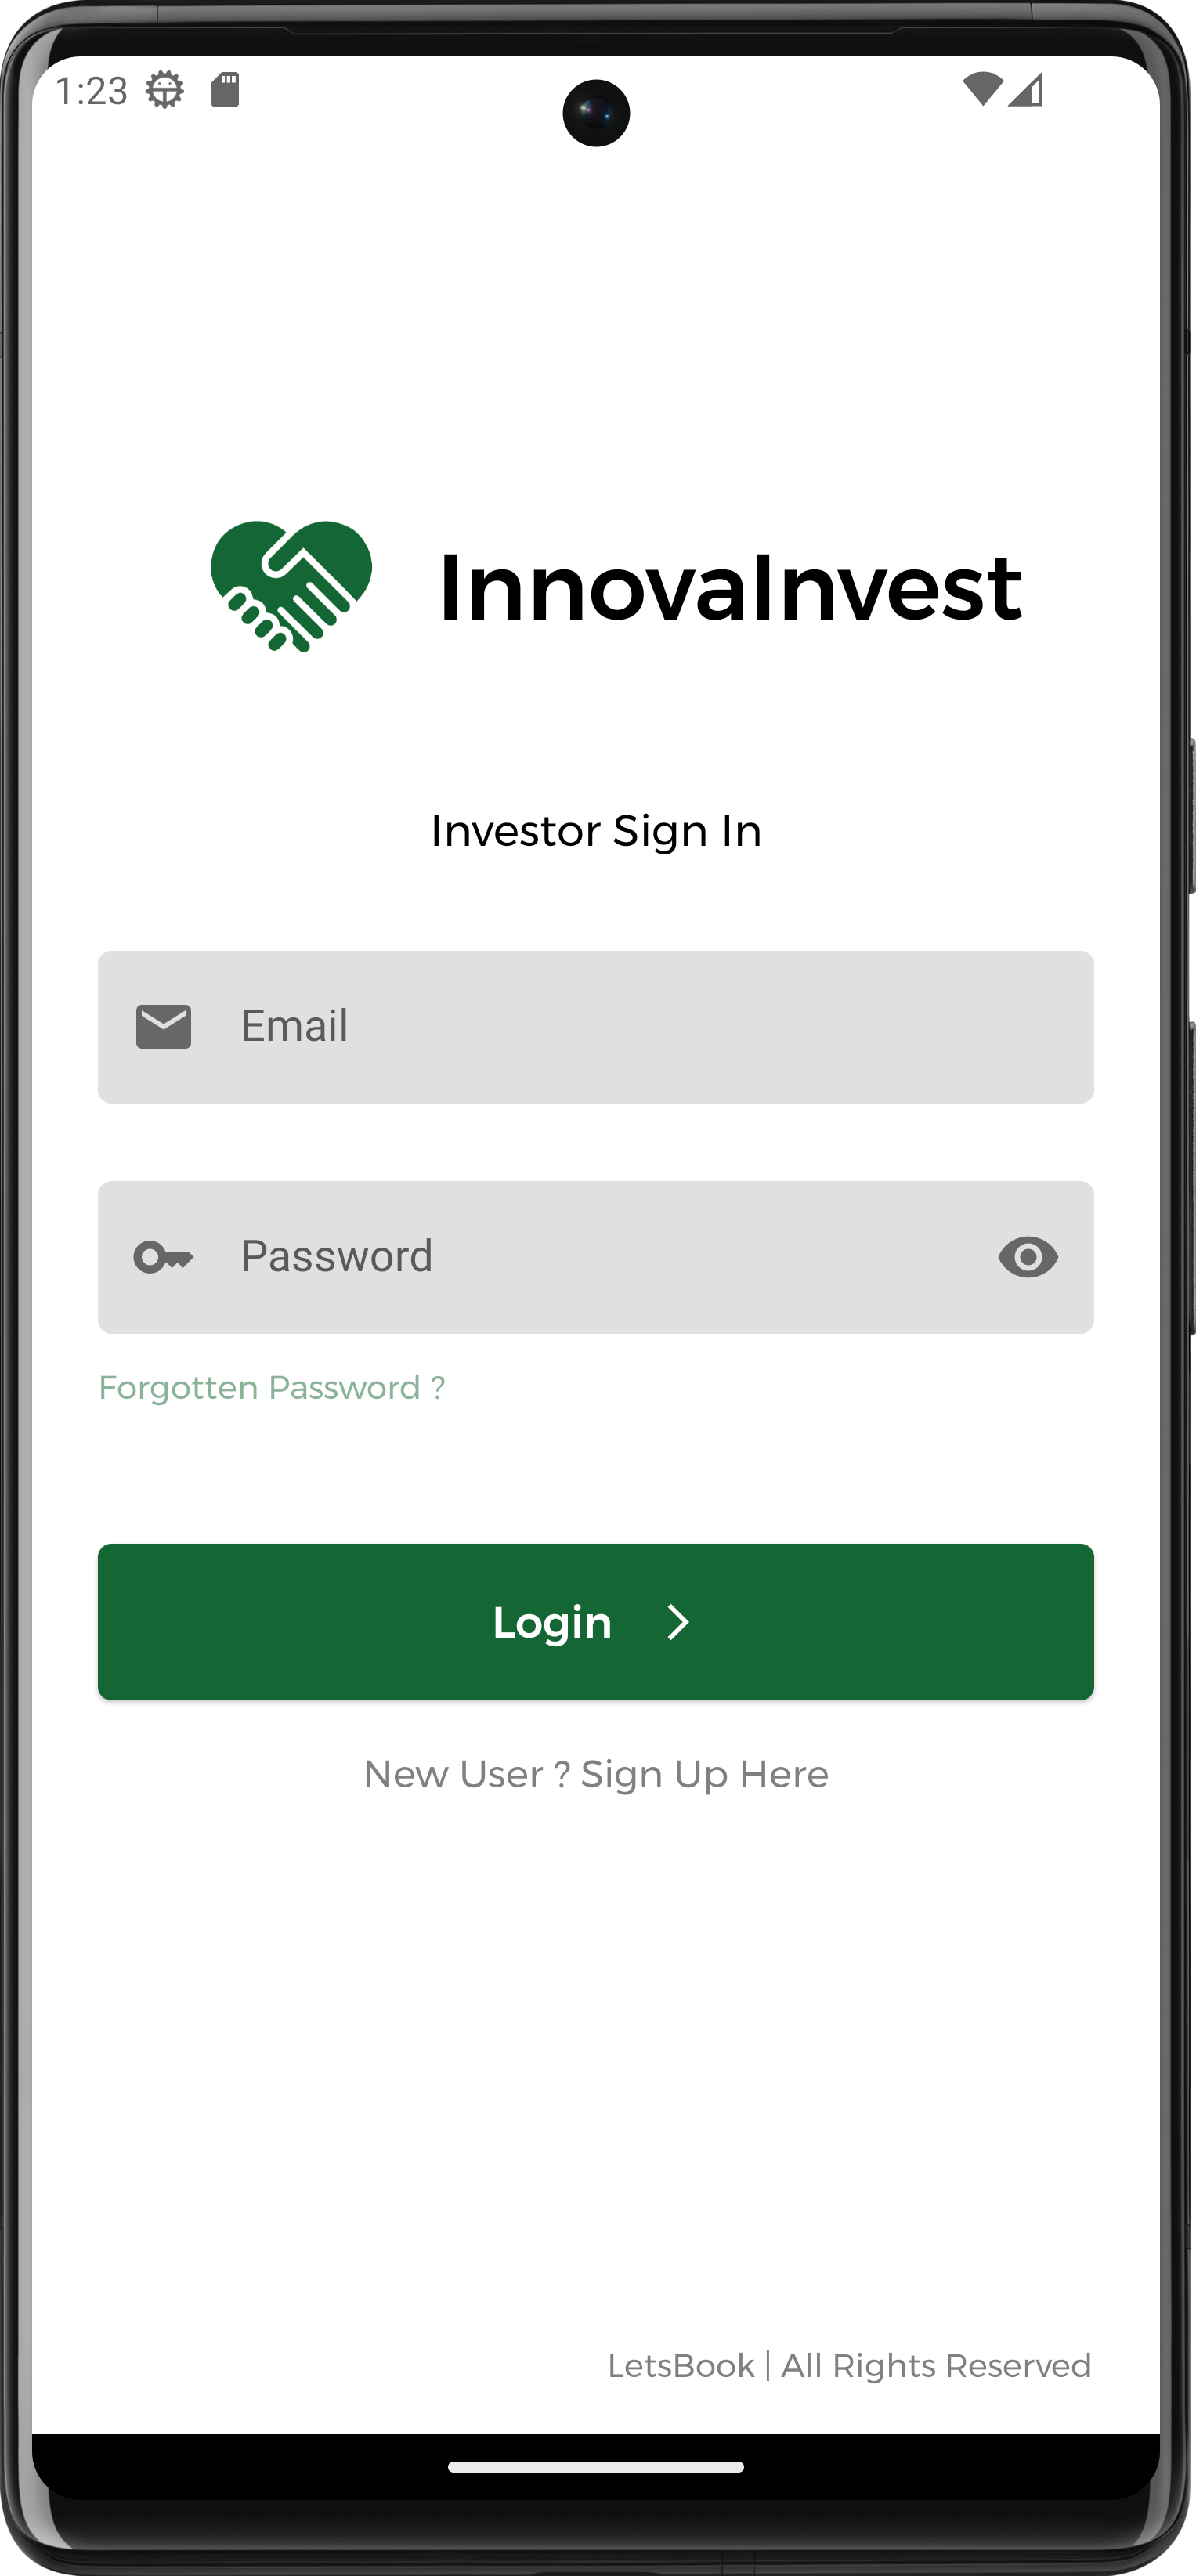 1:23
InnovaInvest
Investor Sign In
Email
Password
Forgotten Password ?
Login
New User ? Sign Up Here
LetsBook | All Rights Reserved